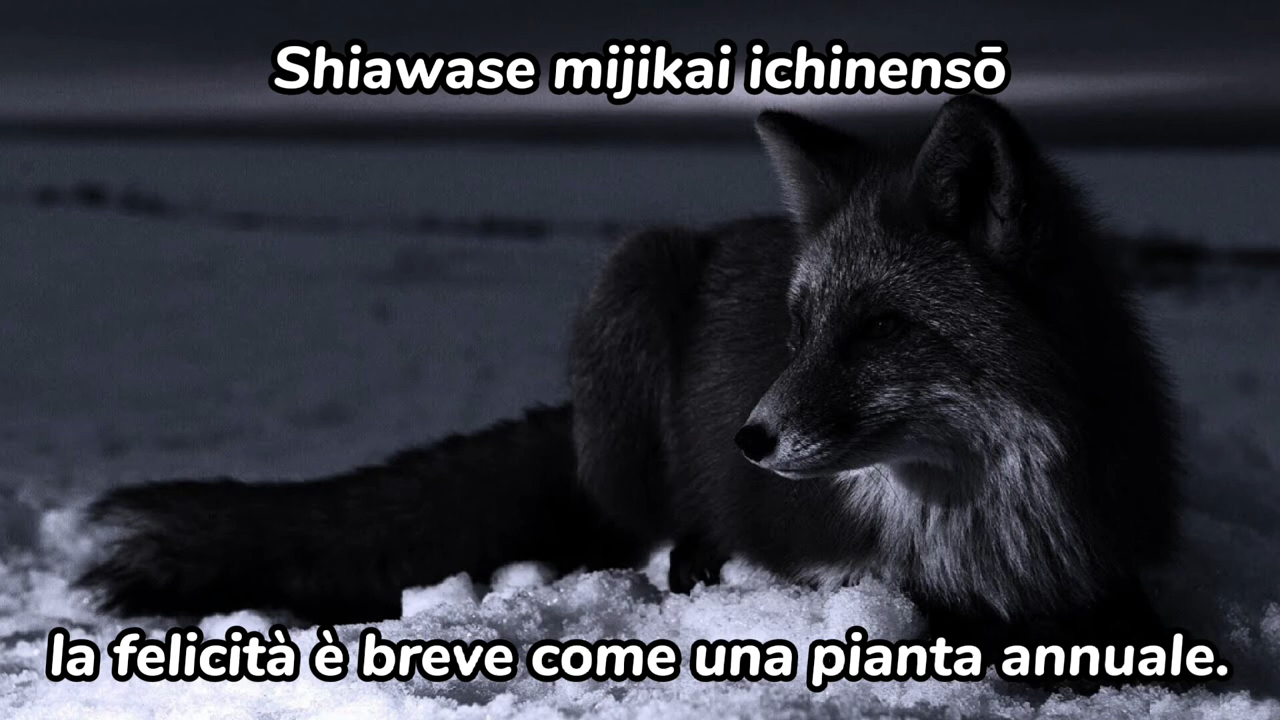 Shiawase mijikai ichinensō
la felicità è breve come una pianta annuale.